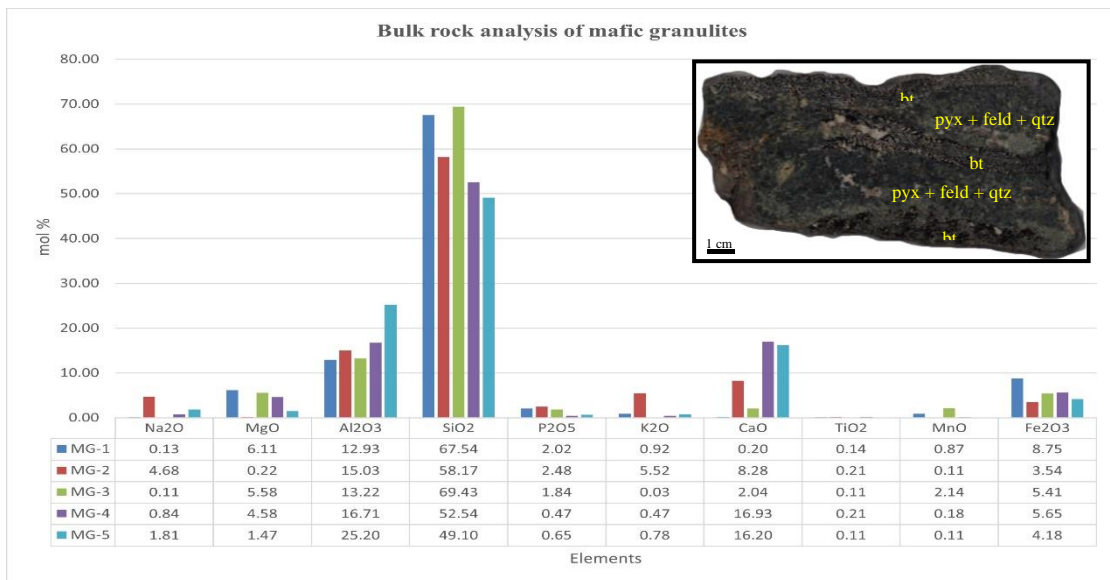 Bulk rock analysis of mafic granulites
80.00
70.00
60.00
50.00
40.00
30.00
20.00
10.00
0.00
mol %
bt
pyx + feld + qtz
bt
pyx + feld + qtz
bt
1 cm
Na2O MgO Al2O3 SiO2 P2O5 K2O CaO TiO2 MnO Fe2O3
MG-1 0.13 6.11 12.93 67.54 2.02 0.92 0.20 0.14 0.87 8.75
MG-2 4.68 0.22 15.03 58.17 2.48 5.52 8.28 0.21 0.11 3.54
MG-3 0.11 5.58 13.22 69.43 1.84 0.03 2.04 0.11 2.14 5.41
MG-4 0.84 4.58 16.71 52.54 0.47 0.47 16.93 0.21 0.18 5.65
MG-5 1.81 1.47 25.20 49.10 0.65 0.78 16.20 0.11 0.11 4.18
Elements